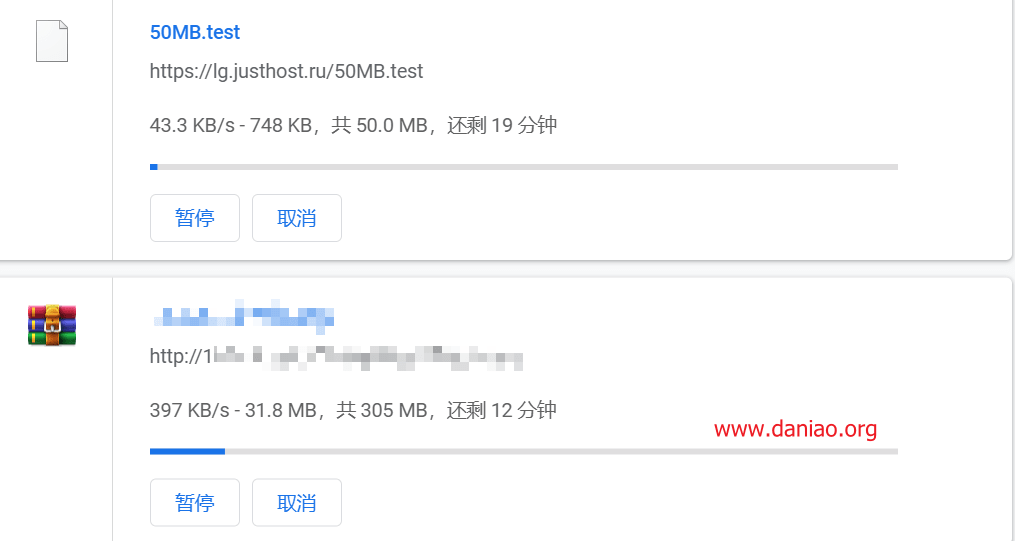 50MB.test
https://lg.justhost.ru/50MB.test
43.3 KB/s - 748 KB，共 50.0 MB，还剩 19 分钟
暂停 取消
http://1
397 KB/s - 31.8 MB，共 305 MB，还剩 12 分钟
www.daniao.org
暂停 取消